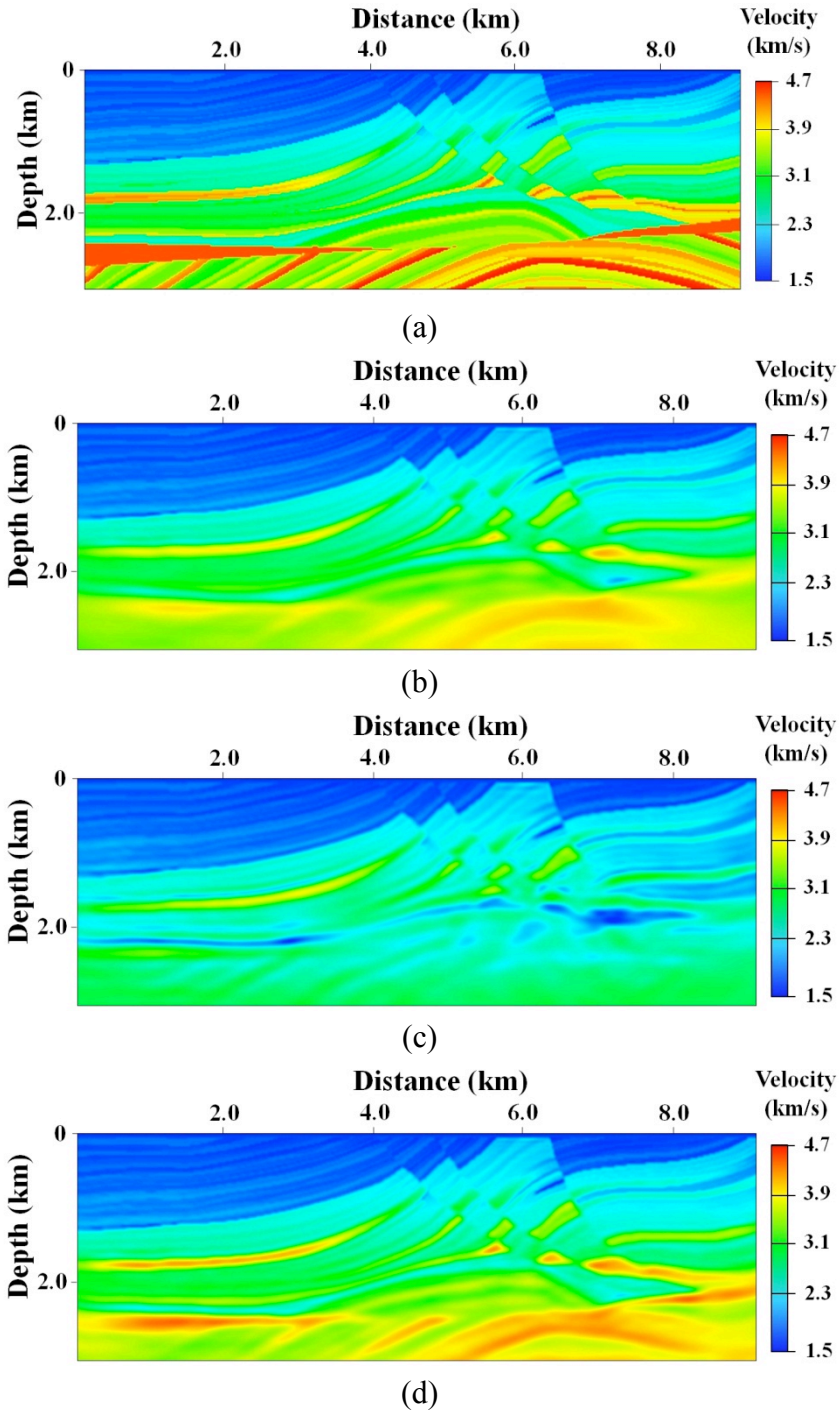 Distance (km)
Velocity
(km/s)
2.0 4.0 6.0 8.0
Depth (km)
0
2.0
4.7
3.9
3.1
2.3
1.5
(a)
Distance (km)
Velocity
(km/s)
2.0 4.0 6.0 8.0
Depth (km)
0
2.0
4.7
3.9
3.1
2.3
1.5
(b)
Distance (km)
Velocity
(km/s)
2.0 4.0 6.0 8.0
Depth (km)
0
2.0
4.7
3.9
3.1
2.3
1.5
(c)
Distance (km)
Velocity
(km/s)
2.0 4.0 6.0 8.0
Depth (km)
0
2.0
4.7
3.9
3.1
2.3
1.5
(d)